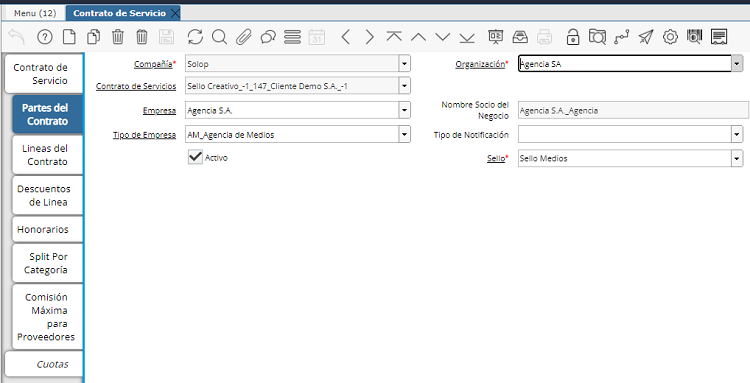 Menu (12)
Contrato de Servicio
31
Contrato de
Servicio
Partes del
Contrato
Lineas del
Contrato
Descuentos
de Linea
Honorarios
Split Por
Categoría
Comisión
Máxima
para
Proveedores
Cuotas
Compañía* Solop
Organización* Agencia SA
Contrato de Servicios Sello Creativo_-1_147_Cliente Demo S.A._-1
Empresa Agencia S.A.
Nombre Socio del
Negocio
Agencia S.A._Agencia
Tipo de Empresa AM_Agencia de Medios
Tipo de Notificación
Activo
Sello* Sello Medios